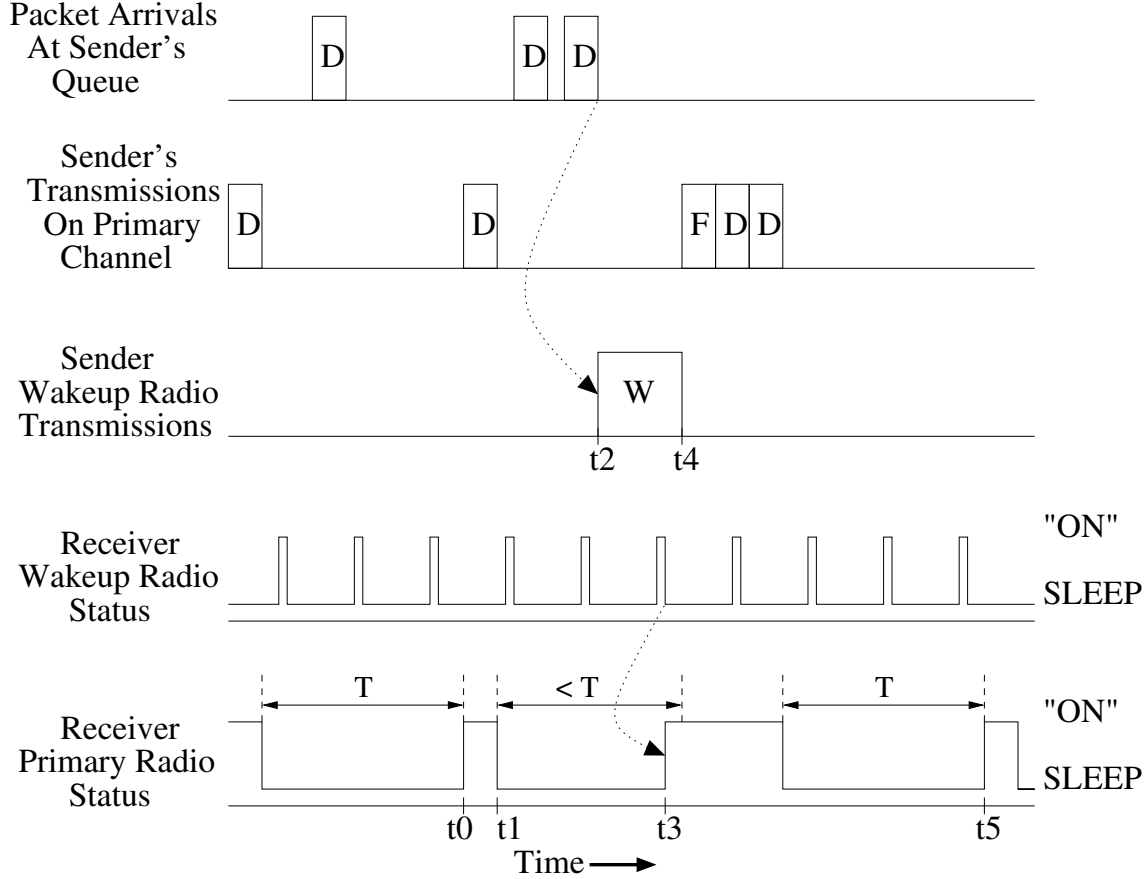 Packet Arrivals
At Sender's
Queue
D
D
D
Sender's
Transmissions
On Primary
Channel
D
D
F
D
D
Sender
Wakeup Radio
Transmissions
W
t2
t4
Receiver
Wakeup Radio
Status
"ON"
SLEEP
Receiver
Primary Radio
Status
T
< T
T
"ON"
SLEEP
t0
t1
t3
t5
Time